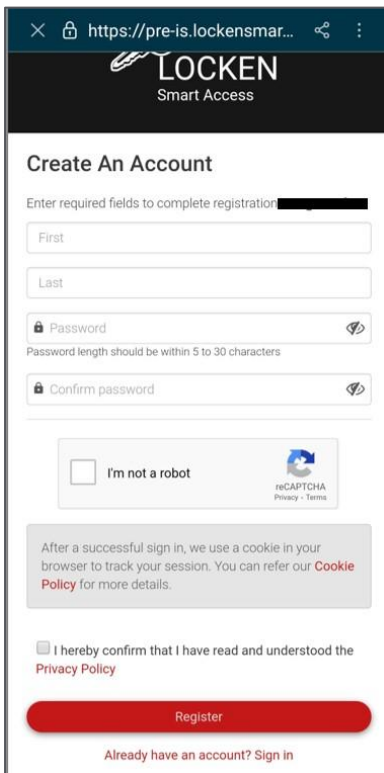 https://pre-is.lockensmar...
LOCKEN
Smart Access
Create An Account
Enter required fields to complete registration
First
Last
Password
Password length should be within 5 to 30 characters
Confirm password
I'm not a robot
reCAPTCHA
Privacy - Terms
After a successful sign in, we use a cookie in your
browser to track your session. You can refer our Cookie
Policy for more details.
I hereby confirm that I have read and understood the
Privacy Policy
Register
Already have an account? Sign in